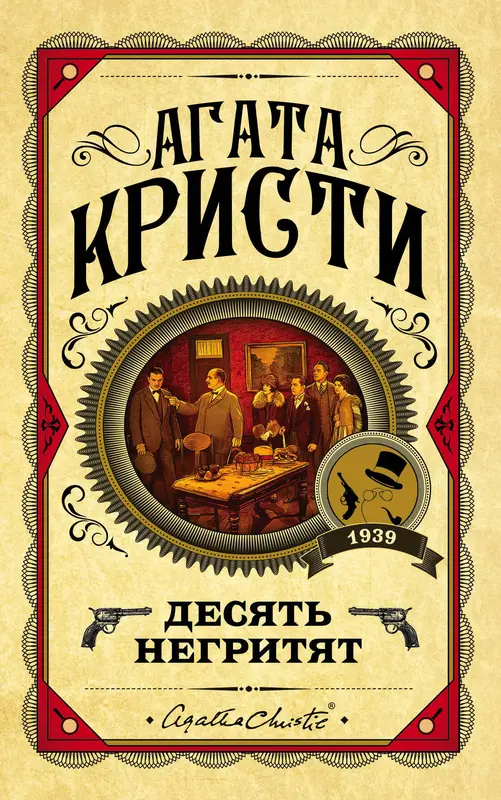 АГАТА
КРИСТИ
1939
ДЕСЯТЬ
НЕГРИТЯТ
Agatha Christie®